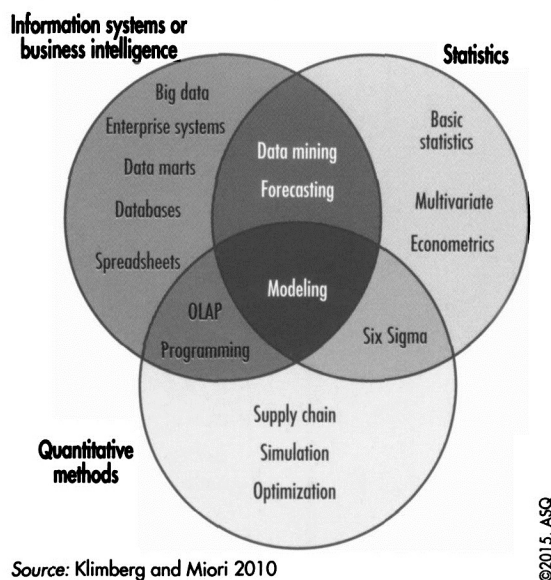 Information systems or
business intelligence
Statistics
Big data
Enterprise systems
Data marts
Databases
Spreadsheets
Data mining
Forecasting
Basic
statistics
Multivariate
Econometrics
Modeling
OLAP
Programming
Six Sigma
Supply chain
Simulation
Optimization
Quantitative
methods
Source: Klimberg and Miori 2010
©2015, ASQ